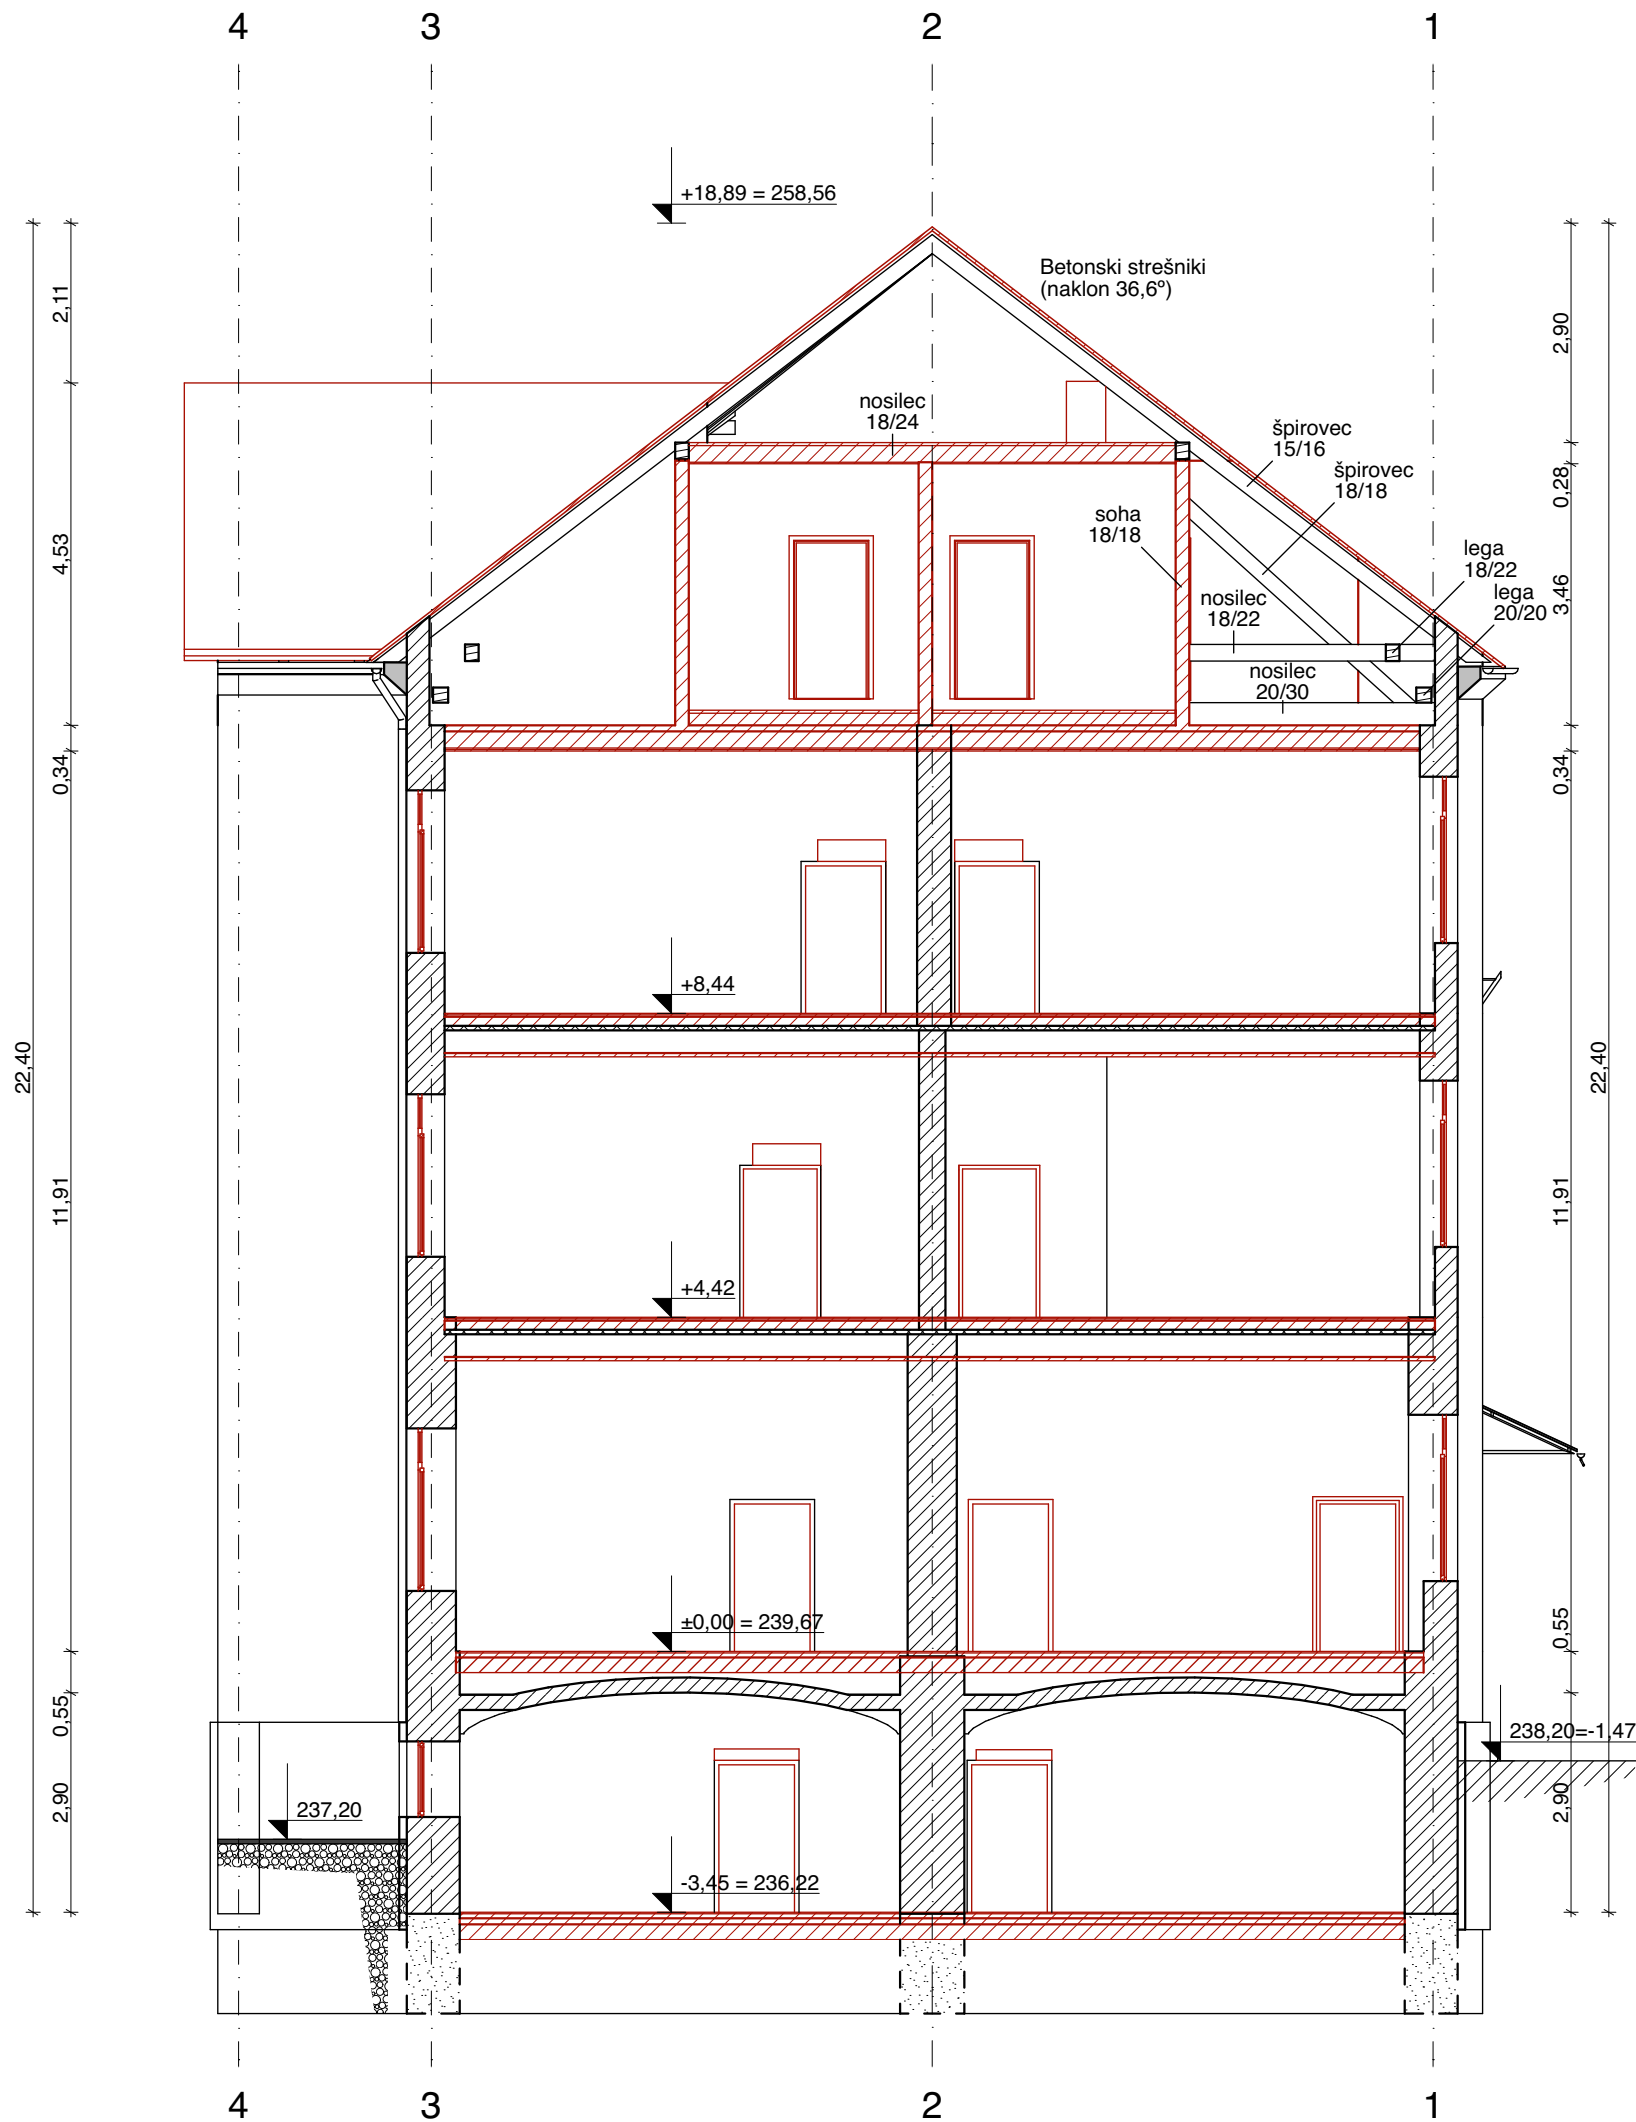 4 3 2 1
+18,89 = 258,56
Betonski strešniki
(naklon 36,6º)
nosilec
18/24
špirovec
15/16
špirovec
18/18
soha
18/18
lega
18/22
lega
20/20
nosilec
18/22
nosilec
20/30
+8,44
+4,42
±0,00 = 239,67
238,20=-1,47
237,20
-3,45 = 236,22
22,40
2,11
4,53
0,34
11,91
0,55
2,90
2,90
0,28
3,46
0,34
11,91
0,55
2,90
22,40
4 3 2 1